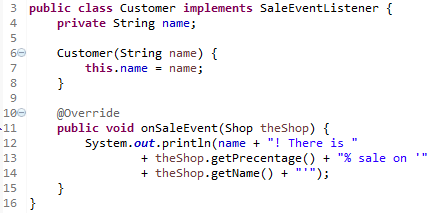 3 public class Customer implements SaleEventListener {
4     private String name;
5
6     Customer(String name) {
7         this.name = name;
8     }
9
10     @Override
11     public void onSaleEvent(Shop theShop) {
12         System.out.println(name + "! There is "
13                 + theShop.getPrecentage() + "% sale on '"
14                 + theShop.getName() + "'");
15     }
16 }